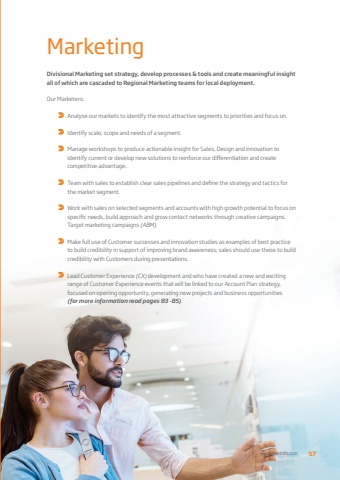 Marketing
Divisional Marketing set strategy, develop processes & tools and create meaningful insight
all of which are cascaded to Regional Marketing teams for local deployment.
Our Marketers:
Analyse our markets to identify the most attractive segments to priorities and focus on.
Identify scale, scope and needs of a segment.
Manage workshops to produce actionable insight for Sales, Design and Innovation to
identify current or develop new solutions to reinforce our differentiation and create
competitive advantage.
Team with sales to establish clear sales pipelines and define the strategy and tactics for
the market segment.
Work with sales on selected segments and accounts with high growth potential to focus on
specific needs, build approach and grow contact networks through creative campaigns.
Target marketing campaigns (ABM).
Make full use of Customer successes and innovation studies as examples of best practice
to build credibility in support of improving brand awareness; sales should use these to build
credibility with Customers during presentations.
Lead Customer Experience (CX) development and who have created a new and exciting
range of Customer Experience events that will be linked to our Account Plan strategy,
focused on opening opportunity, generating new projects and business opportunities
(for more information read pages 83 -85).
57